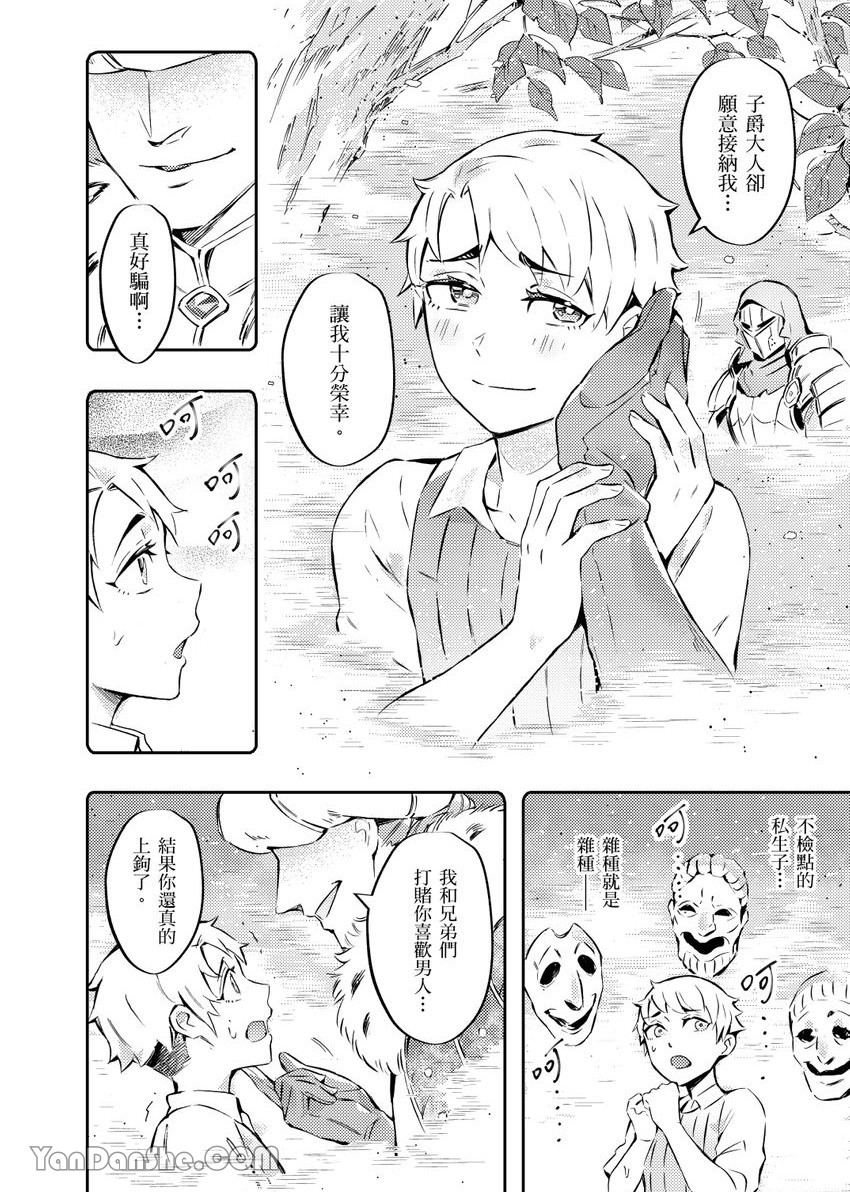 子爵大人卻
願意接納我…
讓我十分榮幸。
真好騙啊…
呵
呵
呵
不檢點的
私生子…
雜種就是
雜種──
呵…
呵…
呵…
我和兄弟們
打賭你喜歡男人…
結果你還真的
上鉤了。
YanDanshe.com